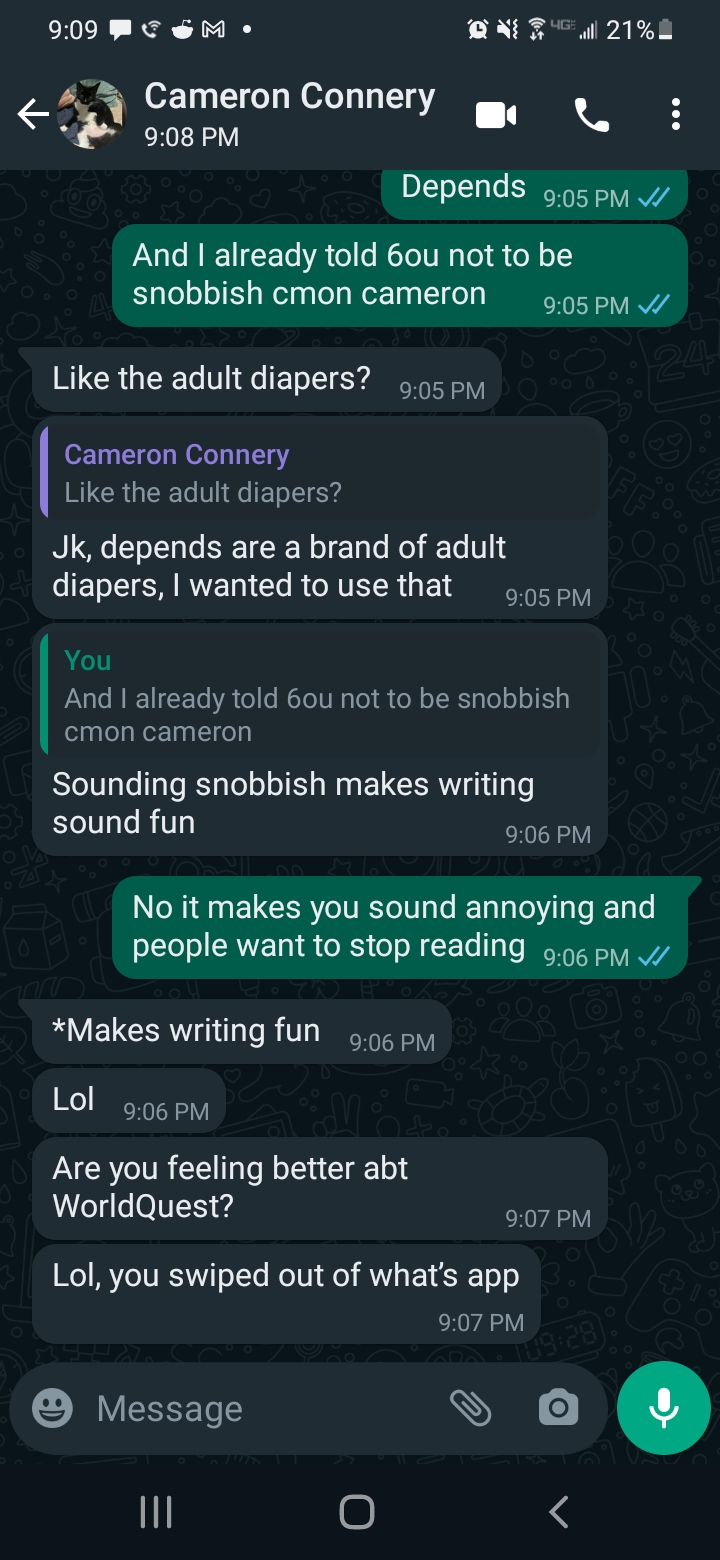 9:09
4G 21%
Cameron Connery
9:08 PM
Depends 9:05 PM
And I already told 6ou not to be
snobbish cmon cameron 9:05 PM
Like the adult diapers? 9:05 PM
Cameron Connery
Like the adult diapers?
Jk, depends are a brand of adult
diapers, I wanted to use that 9:05 PM
You
And I already told 6ou not to be snobbish
cmon cameron
Sounding snobbish makes writing
sound fun 9:06 PM
No it makes you sound annoying and
people want to stop reading 9:06 PM
*Makes writing fun 9:06 PM
Lol 9:06 PM
Are you feeling better abt
WorldQuest? 9:07 PM
Lol, you swiped out of what’s app
9:07 PM
Message